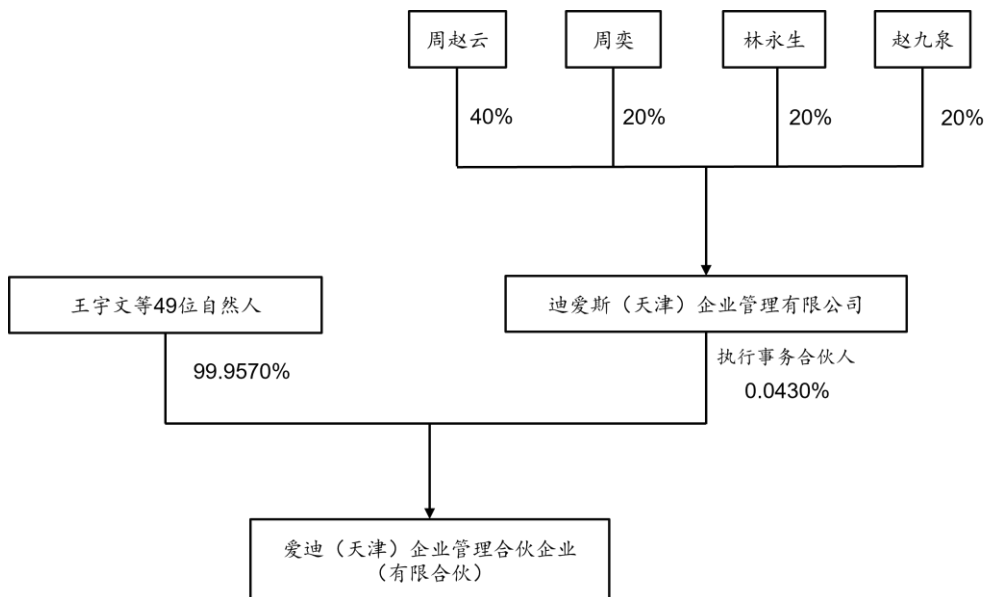 周赵云
周奕
林永生
赵九泉
40%
20%
20%
20%
王宇文等49位自然人
迪爱斯（天津）企业管理有限公司
99.9570%
执行事务合伙人
0.0430%
爱迪（天津）企业管理合伙企业
（有限合伙）